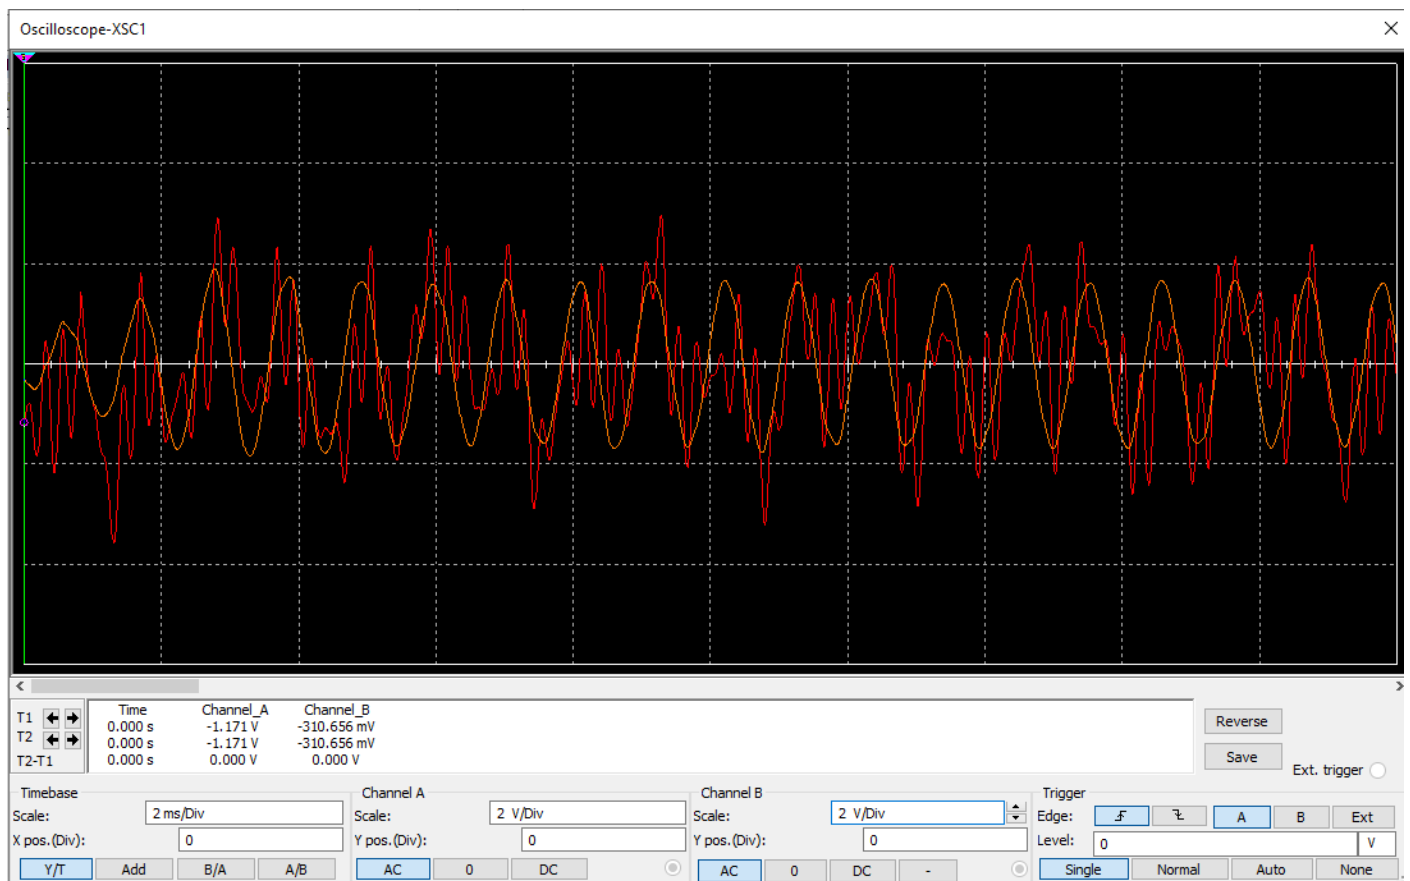 Oscilloscope-XSC1
Time Channel_A Channel_B
T1 0.000 s -1.171 V -310.656 mV
T2 0.000 s -1.171 V -310.656 mV
T2-T1 0.000 s 0.000 V 0.000 V
Reverse
Save
Ext. trigger
Timebase
Scale: 2 ms/Div
X pos.(Div): 0
Y/T Add B/A A/B
Channel A
Scale: 2 V/Div
Y pos.(Div): 0
AC 0 DC
Channel B
Scale: 2 V/Div
Y pos.(Div): 0
AC 0 DC -
Trigger
Edge: A B Ext
Level: 0 V
Single Normal Auto None